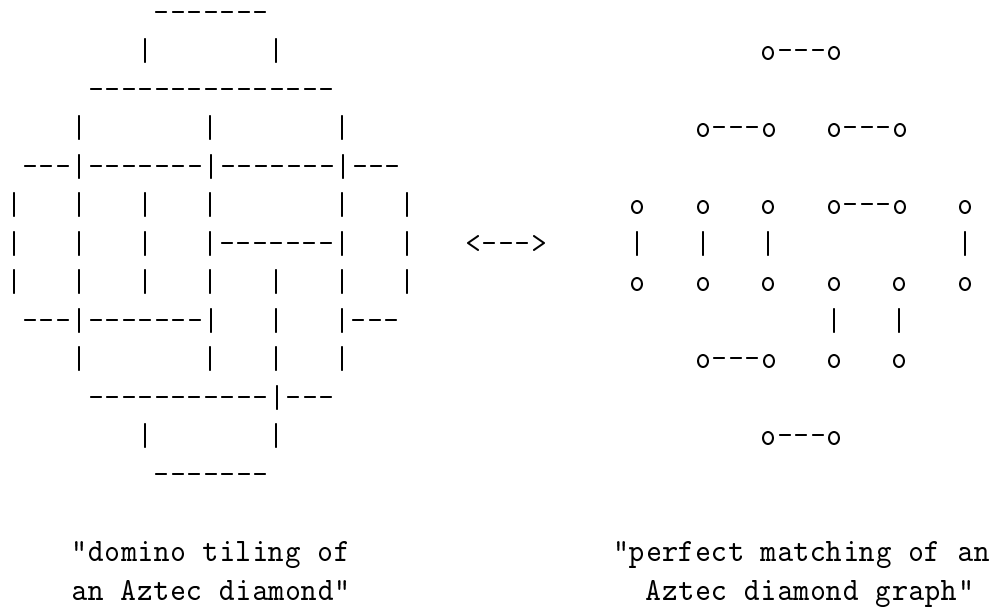 "domino tiling of
an Aztec diamond"
"perfect matching of an
Aztec diamond graph"